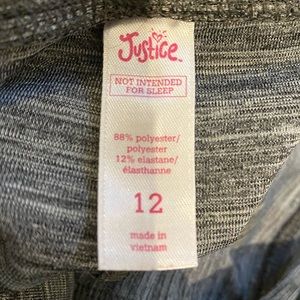 Justice
NOT INTENDED
FOR SLEEP
88% polyester/
polyester
12% elastane/
élasthanne
12
made in
vietnam